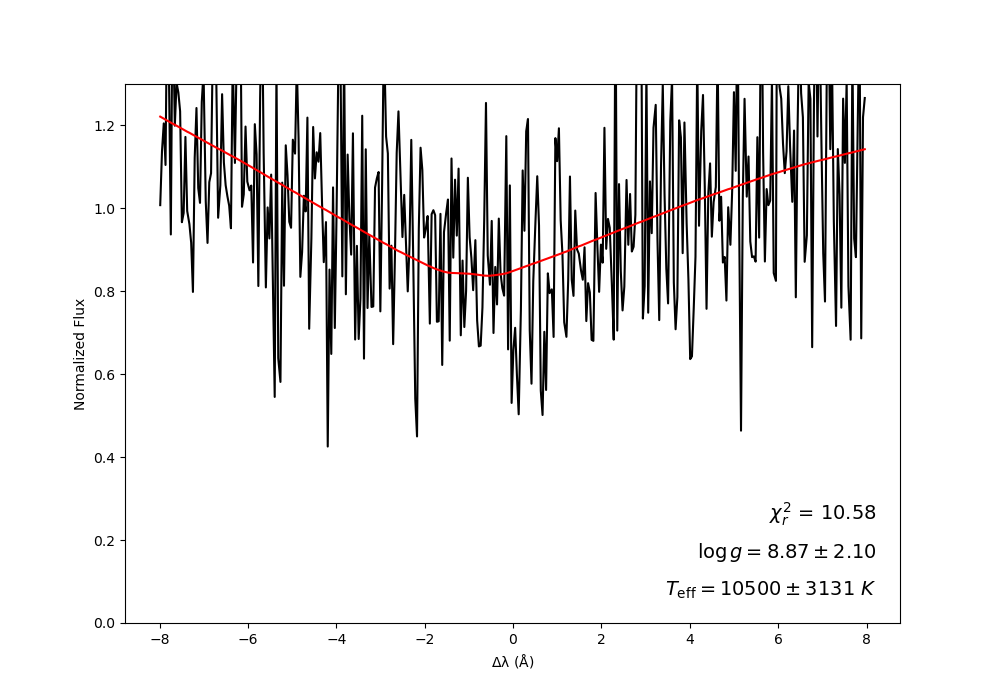 Normalized Flux
1.2
1.0
0.8
0.6
0.4
0.2
0.0
χ²ᵣ = 10.58
log g = 8.87 ± 2.10
T_eff = 10500 ± 3131 K
−8 −6 −4 −2 0 2 4 6 8
Δλ (Å)